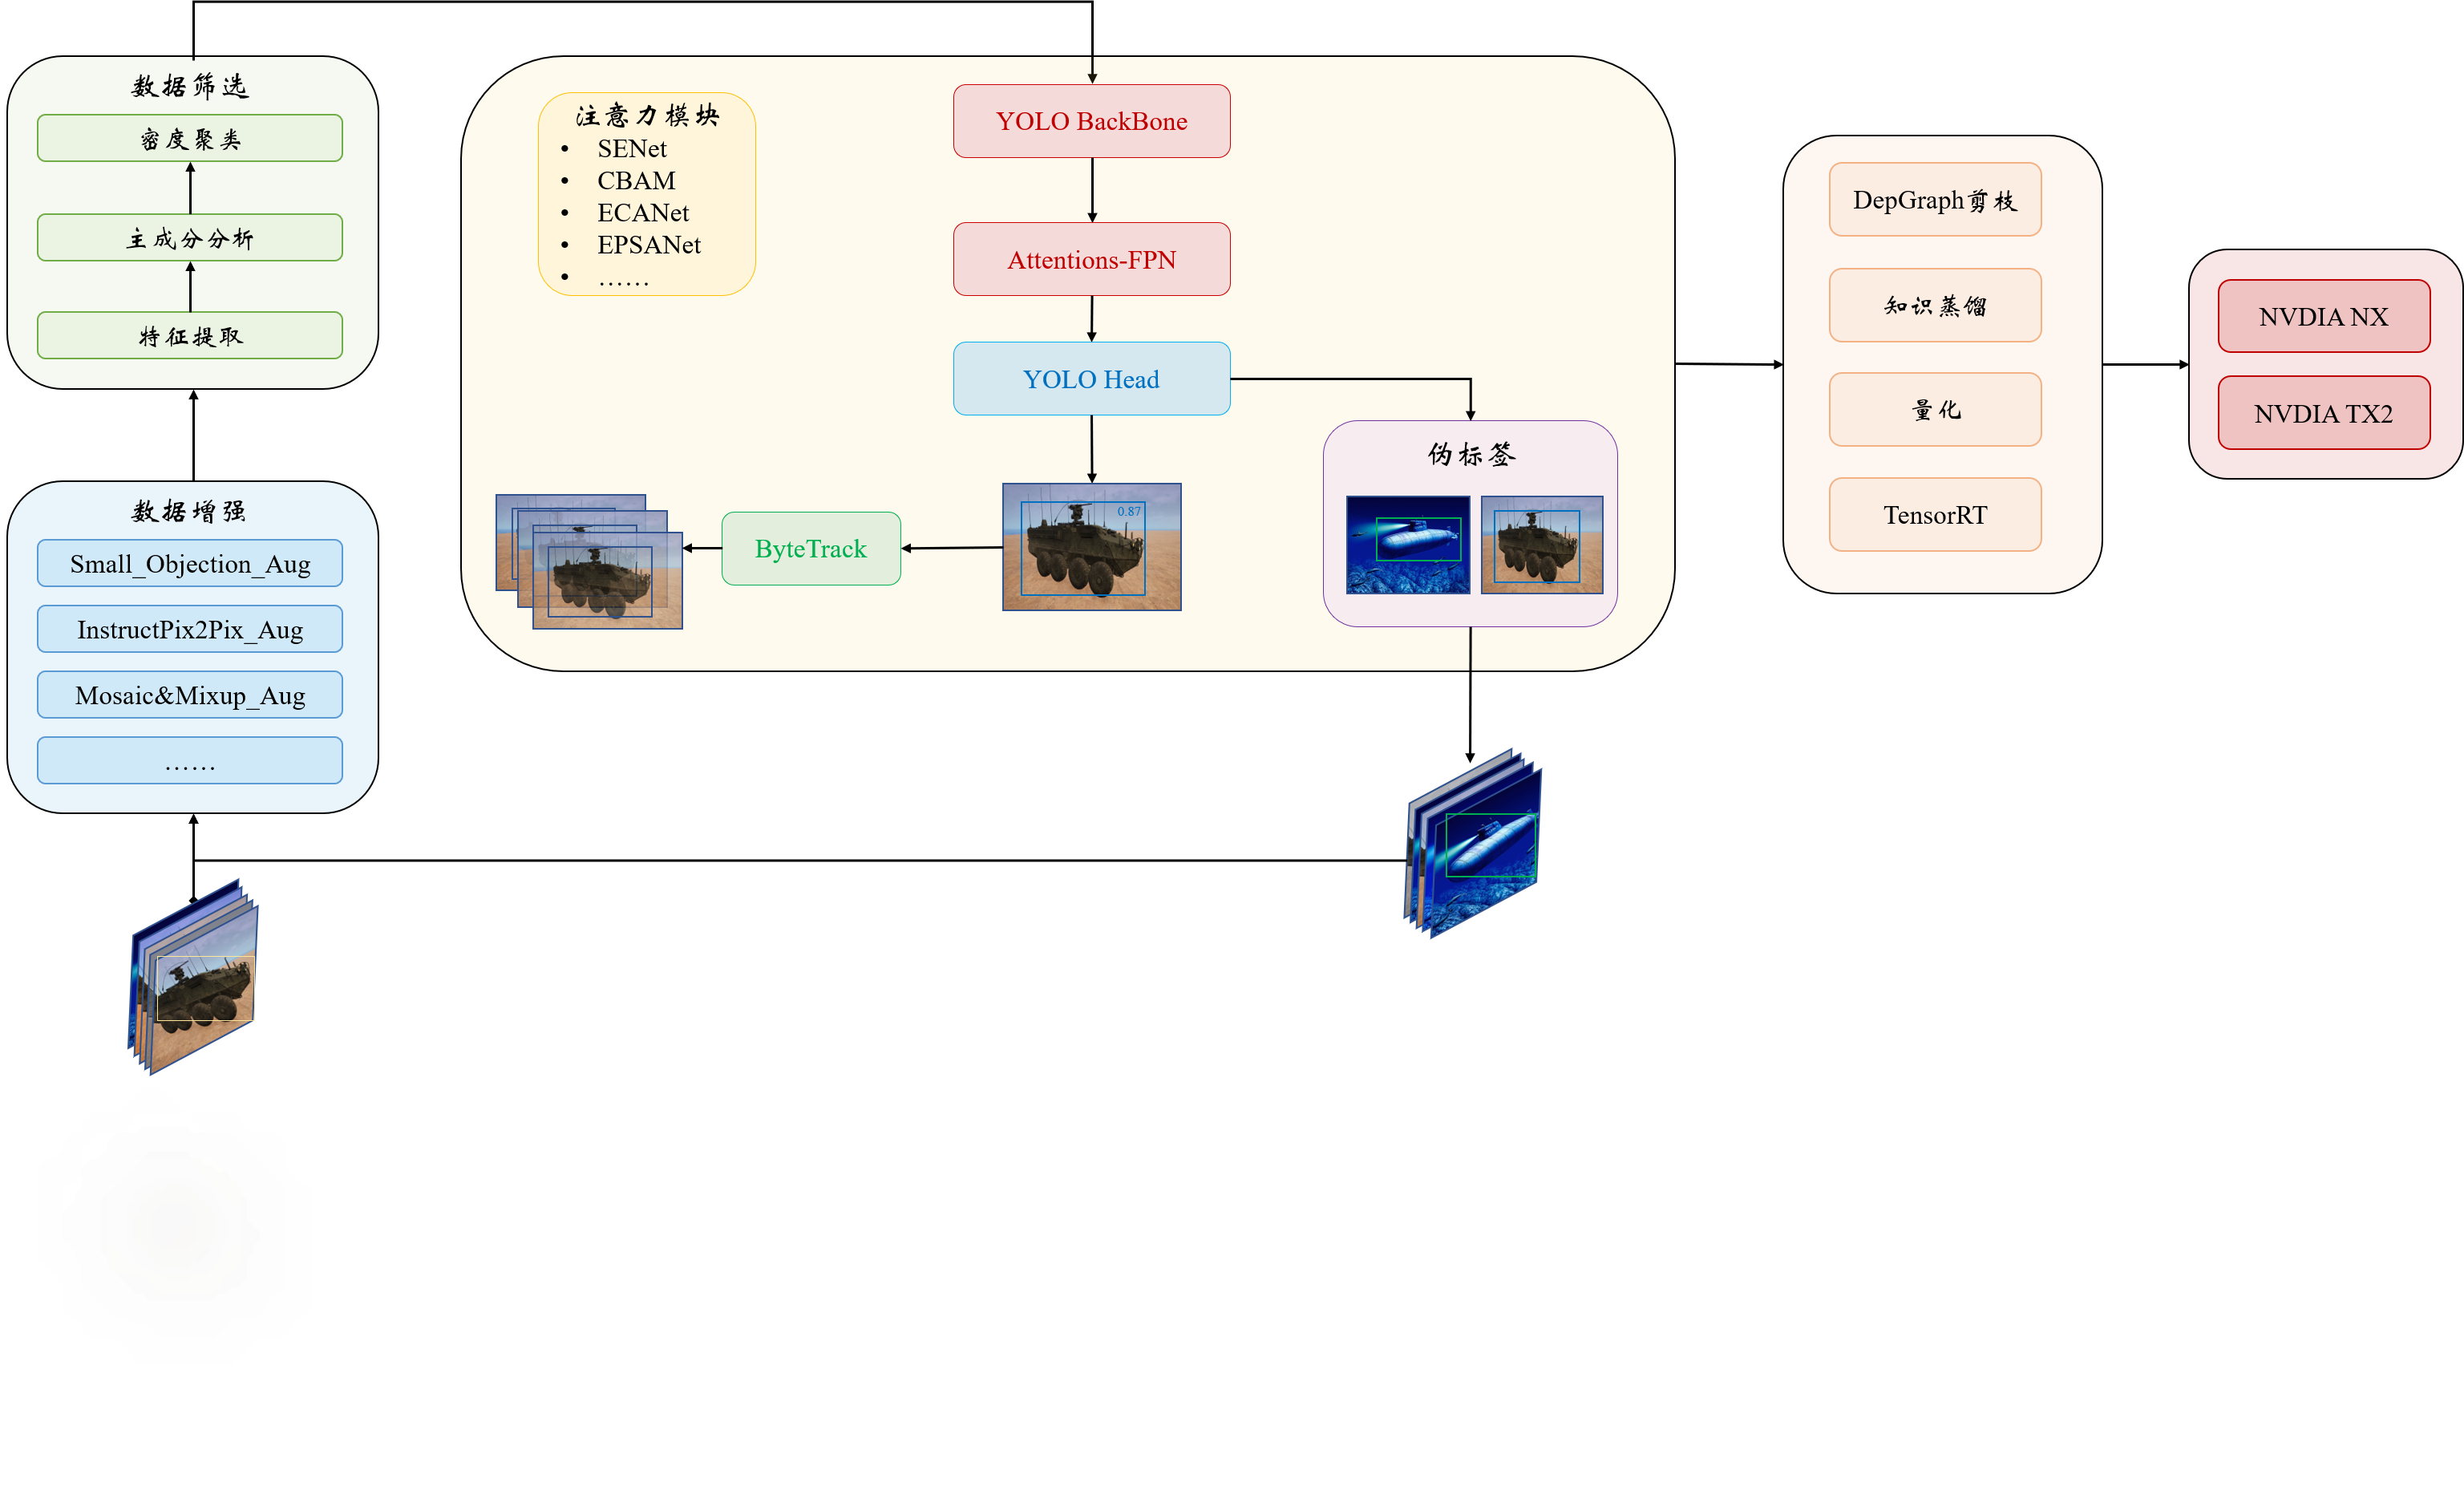 数据筛选
密度聚类
主成分分析
特征提取
数据增强
Small_Objection_Aug
InstructPix2Pix_Aug
Mosaic&Mixup_Aug
……
注意力模块
• SENet
• CBAM
• ECANet
• EPSANet
• ……
YOLO BackBone
Attentions-FPN
YOLO Head
0.87
ByteTrack
伪标签
DepGraph剪枝
知识蒸馏
量化
TensorRT
NVDIA NX
NVDIA TX2